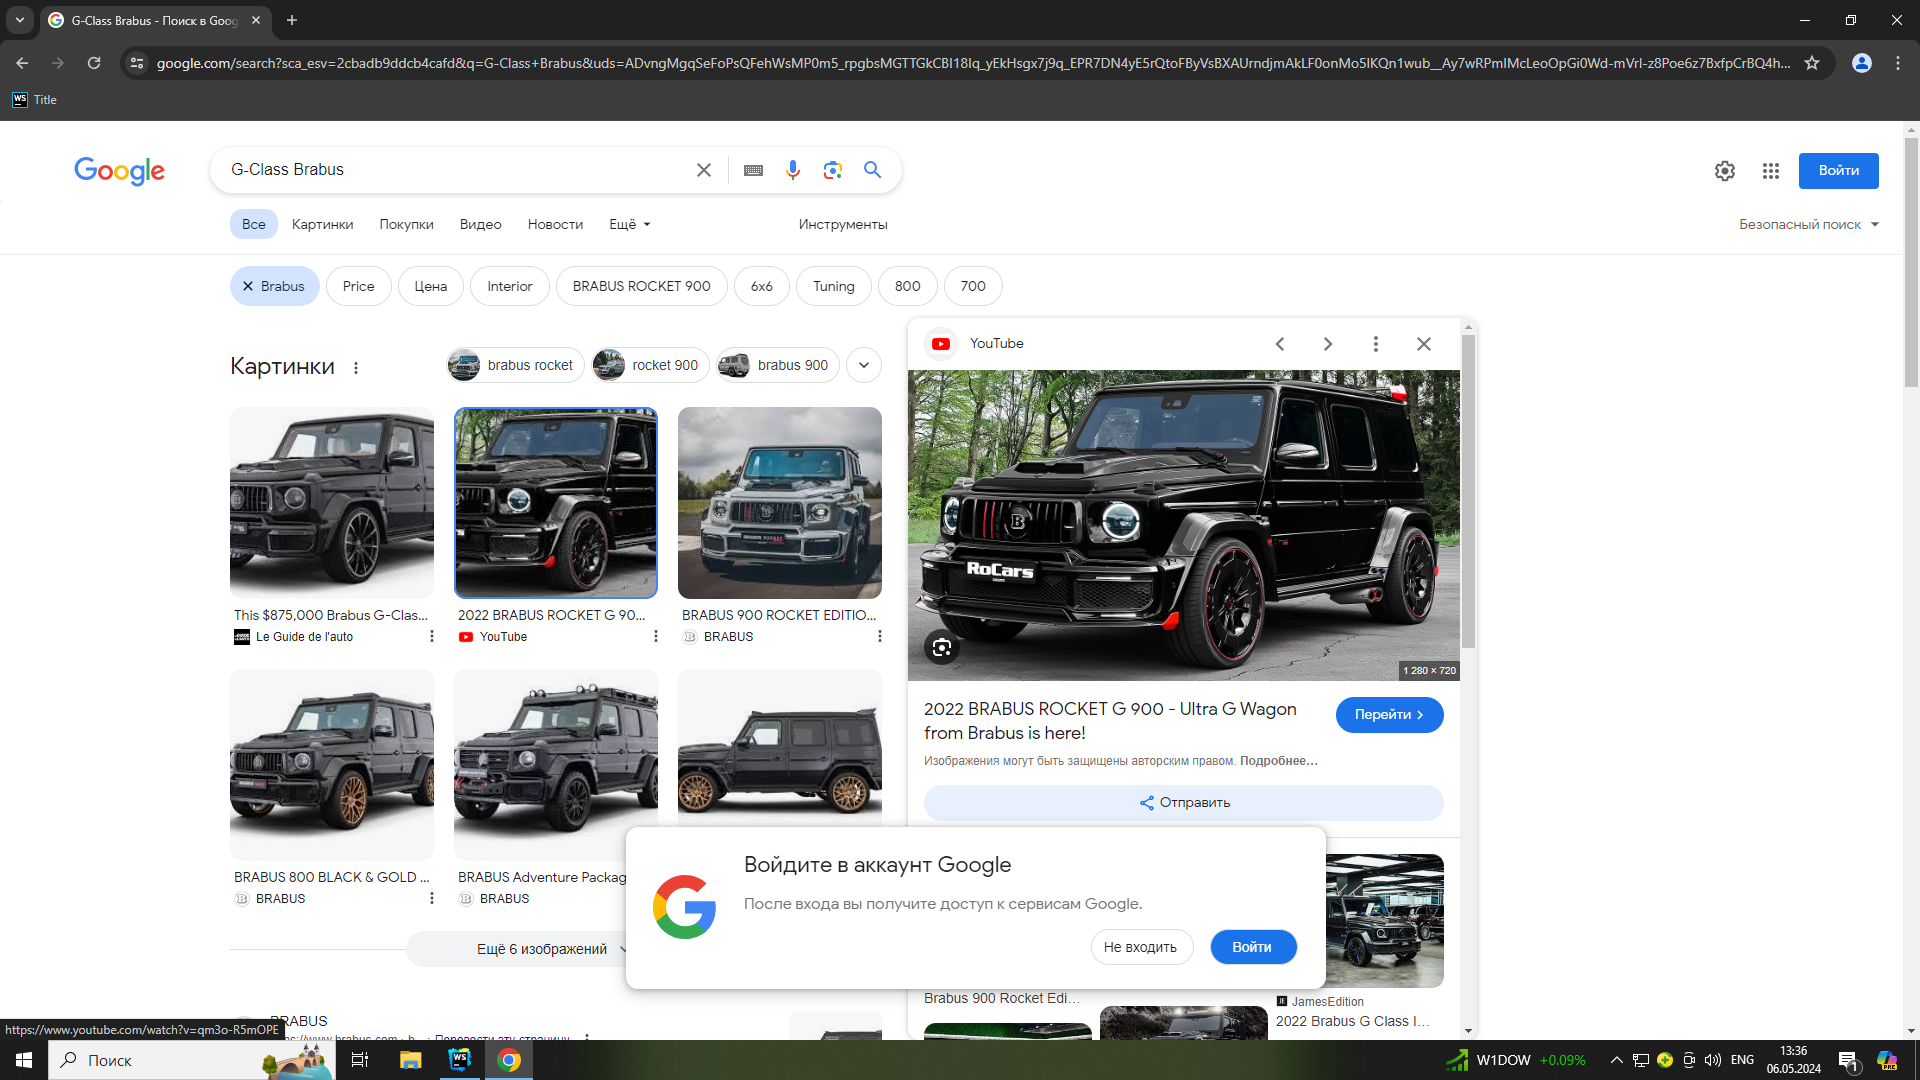 G-Class Brabus - Поиск в Goog
google.com/search?sca_esv=2cbadb9ddcb4cafd&q=G-Class+Brabus&uds=ADvngMgqSeFoPsQFehWsMP0m5_rpgbsMGTTGkCBI18Iq_yEkHsgx7j9q_EPR7DN4yE5rQtoFByVsBXAUrndjmAkLF0onMo5lKQn1wub__Ay7wRPmIMcLeoOpGi0Wd-mVrI-z8Poe6z7BxfpCrBQ4h...
Title
Google
G-Class Brabus
Войти
Все Картинки Покупки Видео Новости Ещё Инструменты Безопасный поиск
Brabus Price Цена Interior BRABUS ROCKET 900 6x6 Tuning 800 700
Картинки
brabus rocket rocket 900 brabus 900
YouTube
RoCars
1 280 × 720
This $875,000 Brabus G-Clas...
Le Guide de l'auto
2022 BRABUS ROCKET G 90...
YouTube
BRABUS 900 ROCKET EDITIO...
BRABUS
2022 BRABUS ROCKET G 900 - Ultra G Wagon
from Brabus is here!
Перейти
Изображения могут быть защищены авторским правом. Подробнее...
Отправить
BRABUS 800 BLACK & GOLD ...
BRABUS
BRABUS Adventure Packag
BRABUS
Ещё 6 изображений
Войдите в аккаунт Google
После входа вы получите доступ к сервисам Google.
Не входить
Войти
Brabus 900 Rocket Edi...
JamesEdition
2022 Brabus G Class I...
BRABUS
https://www.youtube.com/watch?v=qm3o-R5mOPE
Перевести эту страницу
Поиск
W1DOW +0.09%
ENG
13:36
06.05.2024
1